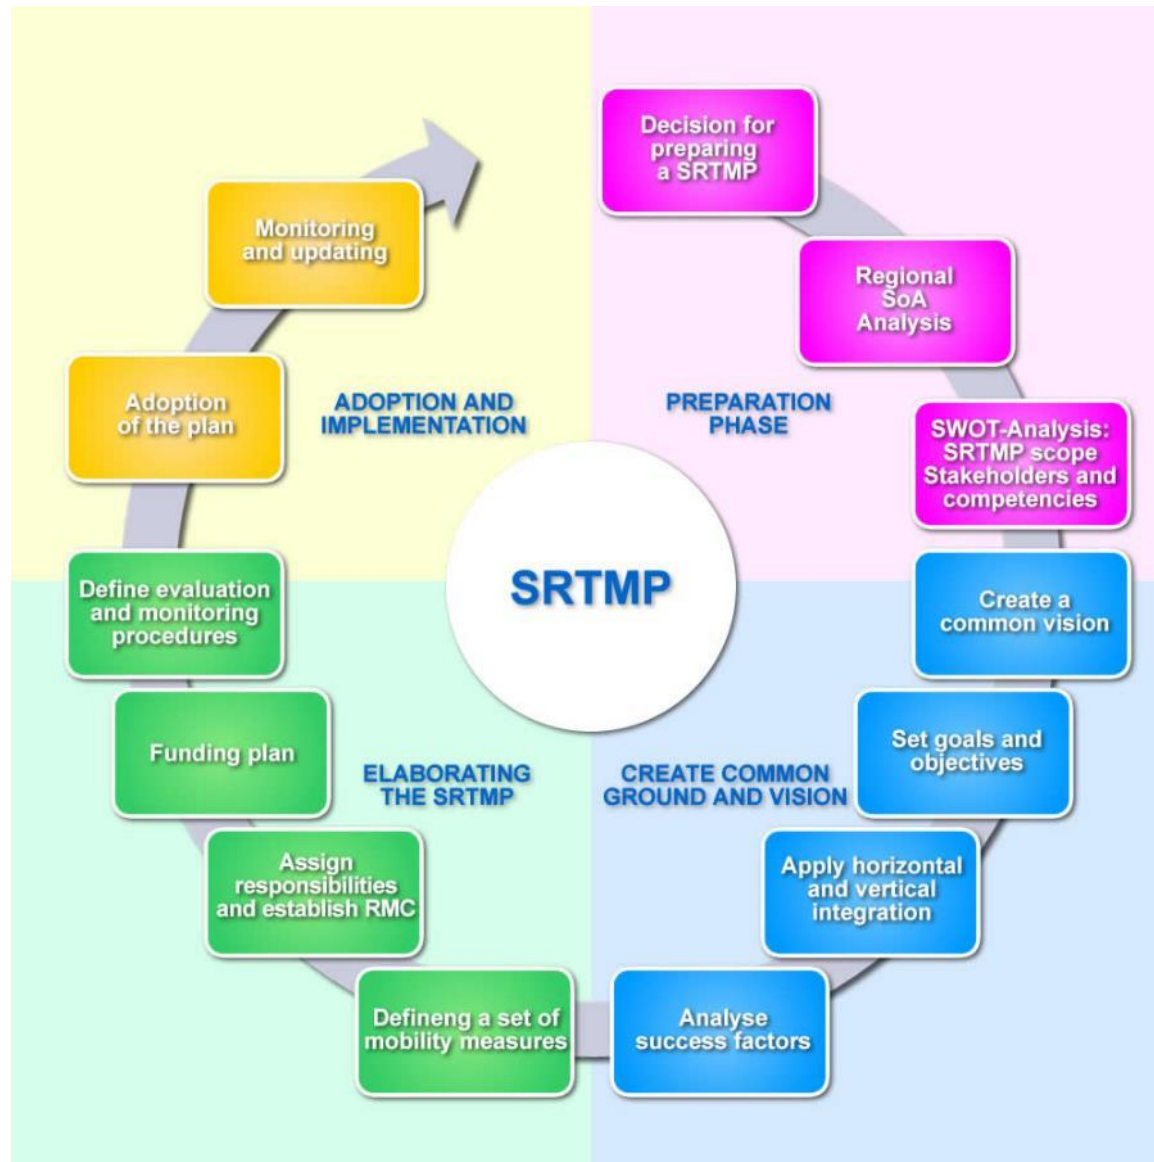 Decision for
preparing
a SRTMP
Regional
SoA
Analysis
SWOT-Analysis:
SRTMP scope
Stakeholders and
competencies
PREPARATION
PHASE
Create a
common vision
Set goals and
objectives
Apply horizontal
and vertical
integration
Analyse
success factors
CREATE COMMON
GROUND AND VISION
Defineng a set of
mobility measures
Assign
responsibilities
and establish RMC
Funding plan
Define evaluation
and monitoring
procedures
ELABORATING
THE SRTMP
Adoption
of the plan
Monitoring
and updating
ADOPTION AND
IMPLEMENTATION
SRTMP